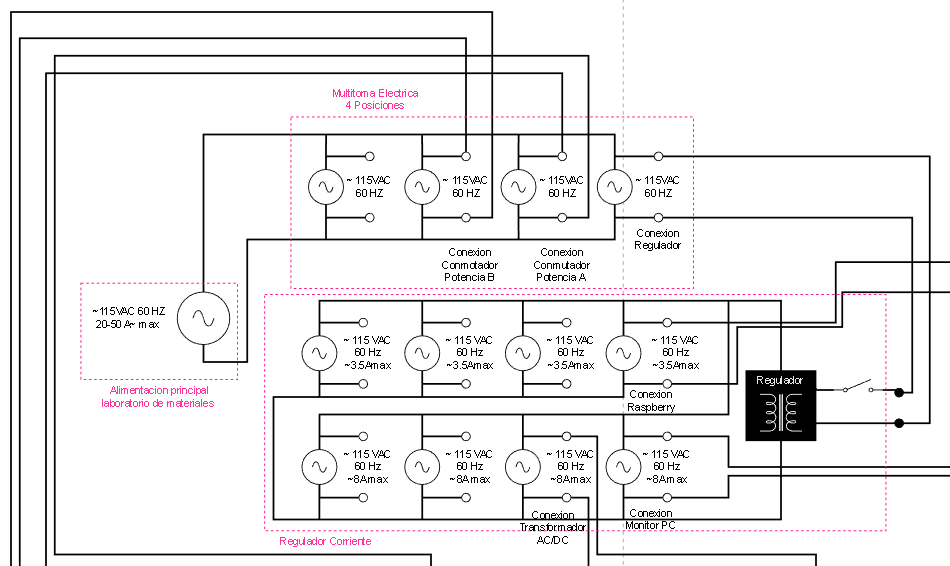 Multitoma Electrica
4 Posiciones
~ 115VAC
60 HZ
~ 115VAC
60 HZ
~ 115VAC
60 HZ
~ 115VAC
60 HZ
Conexion
Conmotador
Potencia B
Conexion
Conmutador
Potencia A
Conexion
Regulador
~115VAC 60 HZ
20-50 A~ max
Alimentacion principal
laboratorio de materiales
~ 115 VAC
60 Hz
~3.5Amax
~ 115 VAC
60 Hz
~3.5Amax
~ 115 VAC
60 Hz
~3.5Amax
~ 115 VAC
60 Hz
~3.5Amax
Conexion
Raspberry
Regulador
~ 115 VAC
60 Hz
~8Amax
~ 115 VAC
60 Hz
~8Amax
~ 115 VAC
60 Hz
~8Amax
~ 115 VAC
60 Hz
~8Amax
Conexion
Transformador
AC/DC
Conexion
Monitor PC
Regulador Corriente